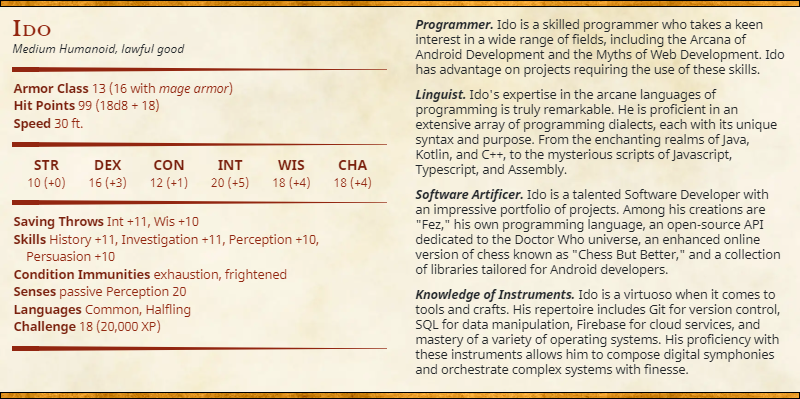 Ido
Medium Humanoid, lawful good
Armor Class 13 (16 with mage armor)
Hit Points 99 (18d8 + 18)
Speed 30 ft.
STR DEX CON INT WIS CHA
10 (+0) 16 (+3) 12 (+1) 20 (+5) 18 (+4) 18 (+4)
Saving Throws Int +11, Wis +10
Skills History +11, Investigation +11, Perception +10,
Persuasion +10
Condition Immunities exhaustion, frightened
Senses passive Perception 20
Languages Common, Halfling
Challenge 18 (20,000 XP)
Programmer. Ido is a skilled programmer who takes a keen
interest in a wide range of fields, including the Arcana of
Android Development and the Myths of Web Development. Ido
has advantage on projects requiring the use of these skills.
Linguist. Ido's expertise in the arcane languages of
programming is truly remarkable. He is proficient in an
extensive array of programming dialects, each with its unique
syntax and purpose. From the enchanting realms of Java,
Kotlin, and C++, to the mysterious scripts of Javascript,
Typescript, and Assembly.
Software Artificer. Ido is a talented Software Developer with
an impressive portfolio of projects. Among his creations are
"Fez," his own programming language, an open-source API
dedicated to the Doctor Who universe, an enhanced online
version of chess known as "Chess But Better," and a collection
of libraries tailored for Android developers.
Knowledge of Instruments. Ido is a virtuoso when it comes to
tools and crafts. His repertoire includes Git for version control,
SQL for data manipulation, Firebase for cloud services, and
mastery of a variety of operating systems. His proficiency with
these instruments allows him to compose digital symphonies
and orchestrate complex systems with finesse.